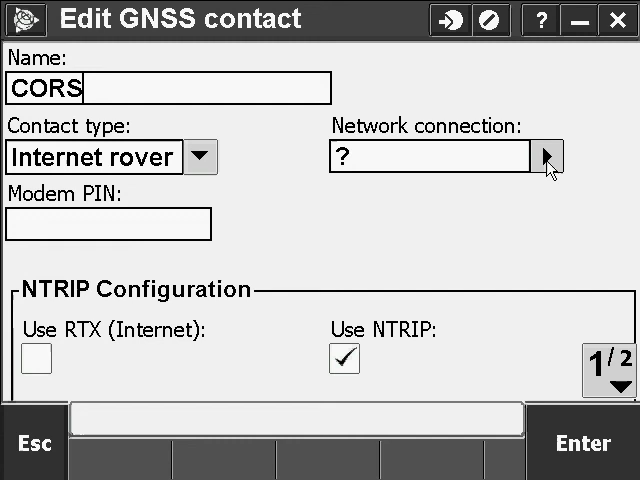 Edit GNSS contact
?
Name:
CORS
Contact type:
Network connection:
Internet rover
?
Modem PIN:
NTRIP Configuration
Use RTX (Internet):
Use NTRIP:
1/2
Esc
Enter